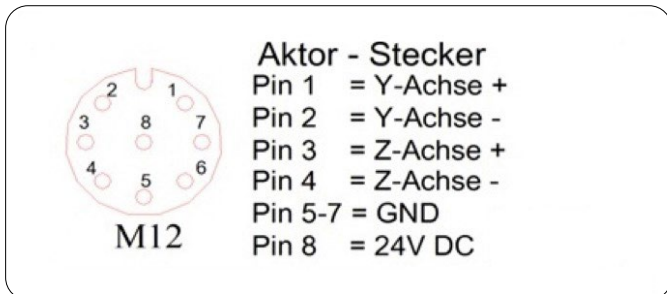 Aktor - Stecker
Pin 1 = Y-Achse +
Pin 2 = Y-Achse -
Pin 3 = Z-Achse +
Pin 4 = Z-Achse -
Pin 5-7 = GND
Pin 8 = 24V DC
2 1
3 8 7
4 5 6
M12